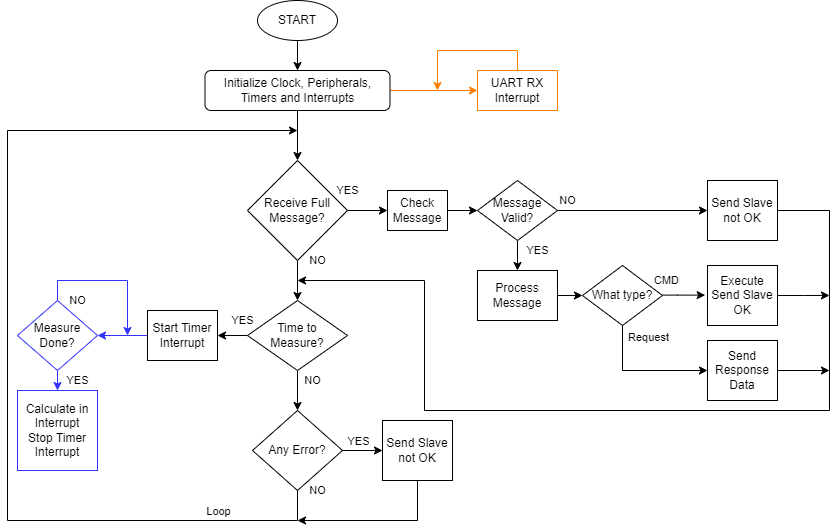 START
Initialize Clock, Peripherals,
Timers and Interrupts
UART RX
Interrupt
Receive Full
Message?
YES
Check
Message
Message
Valid?
NO
Send Slave
not OK
YES
NO
Process
Message
What type?
CMD
Execute
Send Slave
OK
Request
Send
Response
Data
Time to
Measure?
YES
Start Timer
Interrupt
NO
Measure
Done?
YES
Calculate in
Interrupt
Stop Timer
Interrupt
NO
Any Error?
YES
Send Slave
not OK
NO
Loop